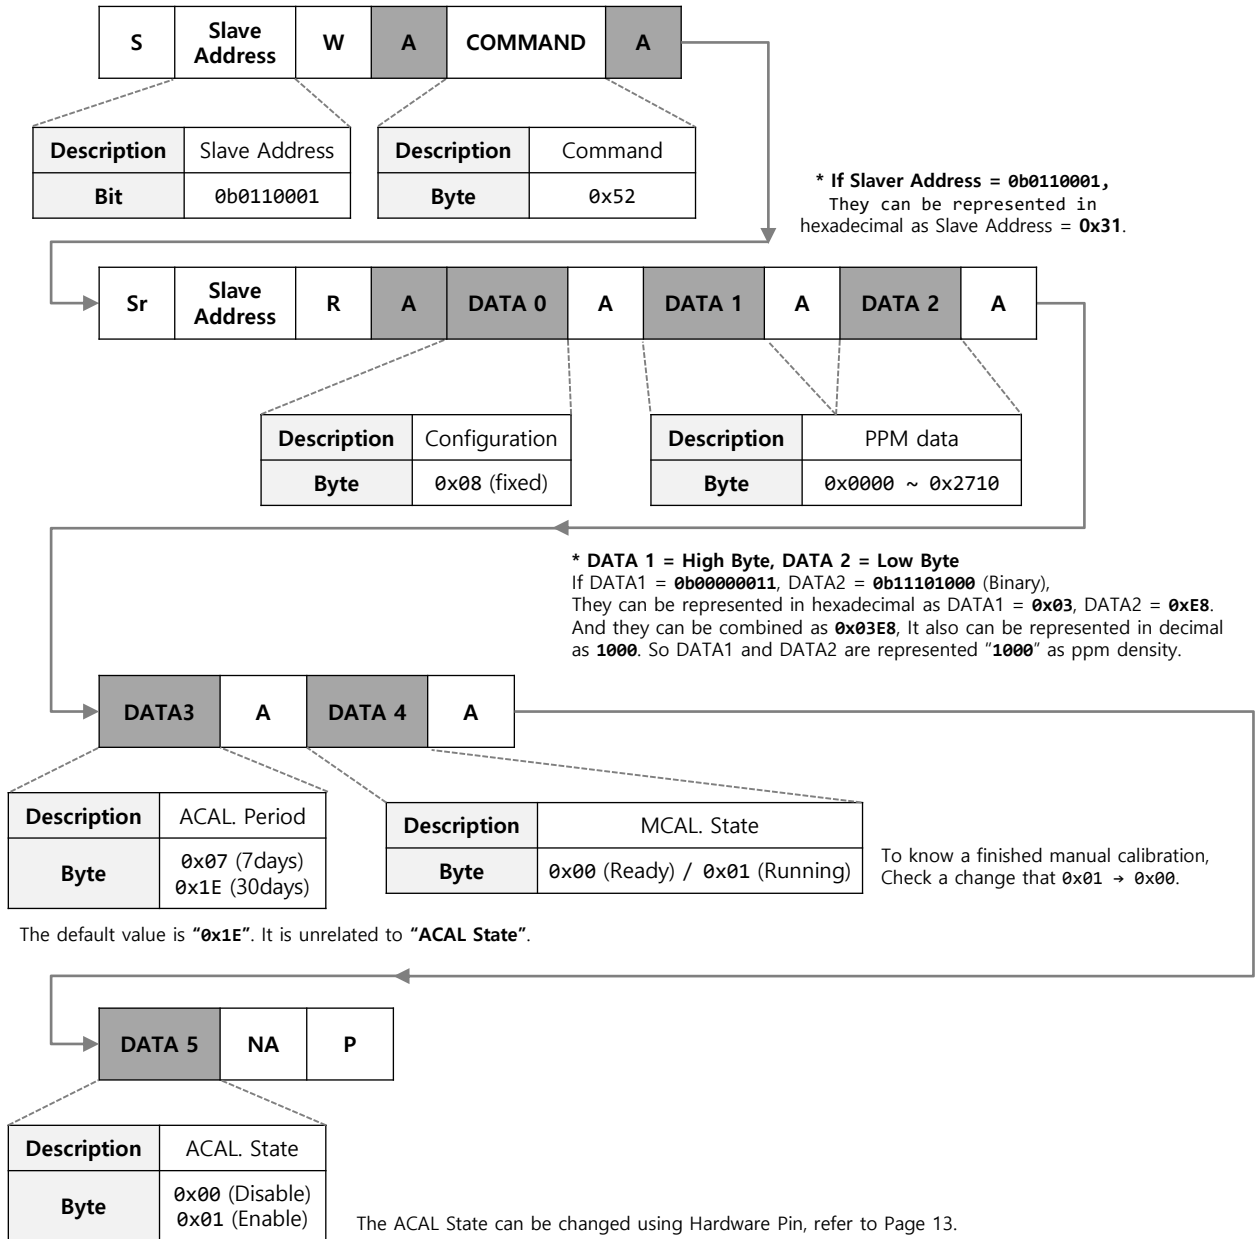 S Slave Address W A COMMAND A
Description Slave Address
Bit 0b0110001
Description Command
Byte 0x52
* If Slaver Address = 0b0110001,
They can be represented in
hexadecimal as Slave Address = 0x31.
Sr Slave Address R A DATA 0 A DATA 1 A DATA 2 A
Description Configuration
Byte 0x08 (fixed)
Description PPM data
Byte 0x0000 ~ 0x2710
* DATA 1 = High Byte, DATA 2 = Low Byte
If DATA1 = 0b00000011, DATA2 = 0b11101000 (Binary),
They can be represented in hexadecimal as DATA1 = 0x03, DATA2 = 0xE8.
And they can be combined as 0x03E8, It also can be represented in decimal
as 1000. So DATA1 and DATA2 are represented "1000" as ppm density.
DATA3 A DATA 4 A
Description ACAL. Period
Byte 0x07 (7days)
0x1E (30days)
Description MCAL. State
Byte 0x00 (Ready) / 0x01 (Running)
To know a finished manual calibration,
Check a change that 0x01 → 0x00.
The default value is "0x1E". It is unrelated to "ACAL State".
DATA 5 NA P
Description ACAL. State
Byte 0x00 (Disable)
0x01 (Enable)
The ACAL State can be changed using Hardware Pin, refer to Page 13.